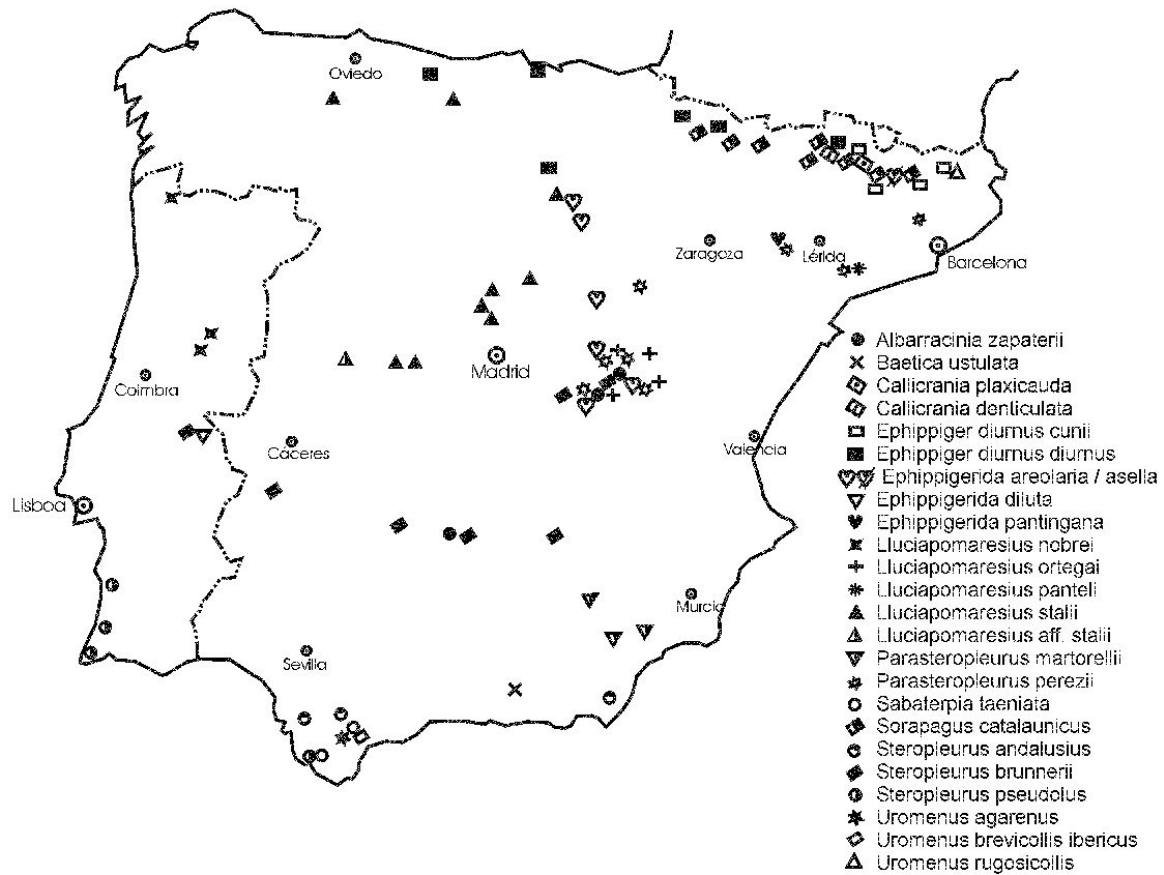 Oviedo
Zaragoza
Lérida
Barcelona
Madrid
Coimbra
Cáceres
Valencia
Lisboa
Murcia
Sevilla
Albarracinia zapaterii
Baetica ustulata
Callicrania plaxicauda
Callicrania denticulata
Ephippiger diurnus cunii
Ephippiger diurnus diurnus
Ephippigerida areolaria / asella
Ephippigerida diluta
Ephippigerida pantingana
Lluciapomaresius nobrei
Lluciapomaresius ortegai
Lluciapomaresius panteli
Lluciapomaresius stalii
Lluciapomaresius aff. stalii
Parasteropleurus martorellii
Parasteropleurus perezii
Sabaterpia taeniata
Sorapagus catalaunicus
Steropleurus andalusius
Steropleurus brunnerii
Steropleurus pseudolus
Uromenus agarenus
Uromenus brevicollis ibericus
Uromenus rugosicollis